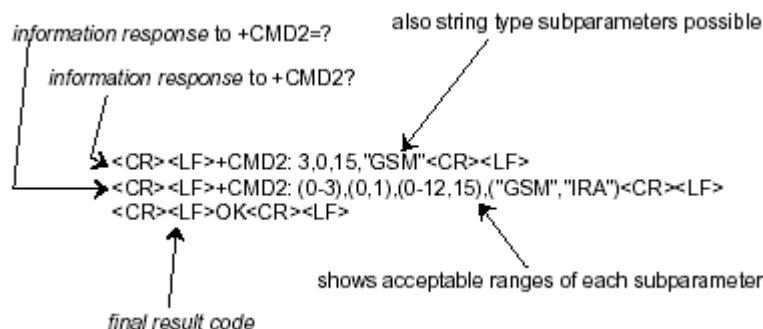 also string type subparameters possible
information response to +CMD2=?
information response to +CMD2?
<CR><LF>+CMD2: 3,0,15,"GSM"<CR><LF>
<CR><LF>+CMD2: (0-3),(0,1),(0-12,15),("GSM","IRA")<CR><LF>
<CR><LF>OK<CR><LF>
shows acceptable ranges of each subparameter
final result code